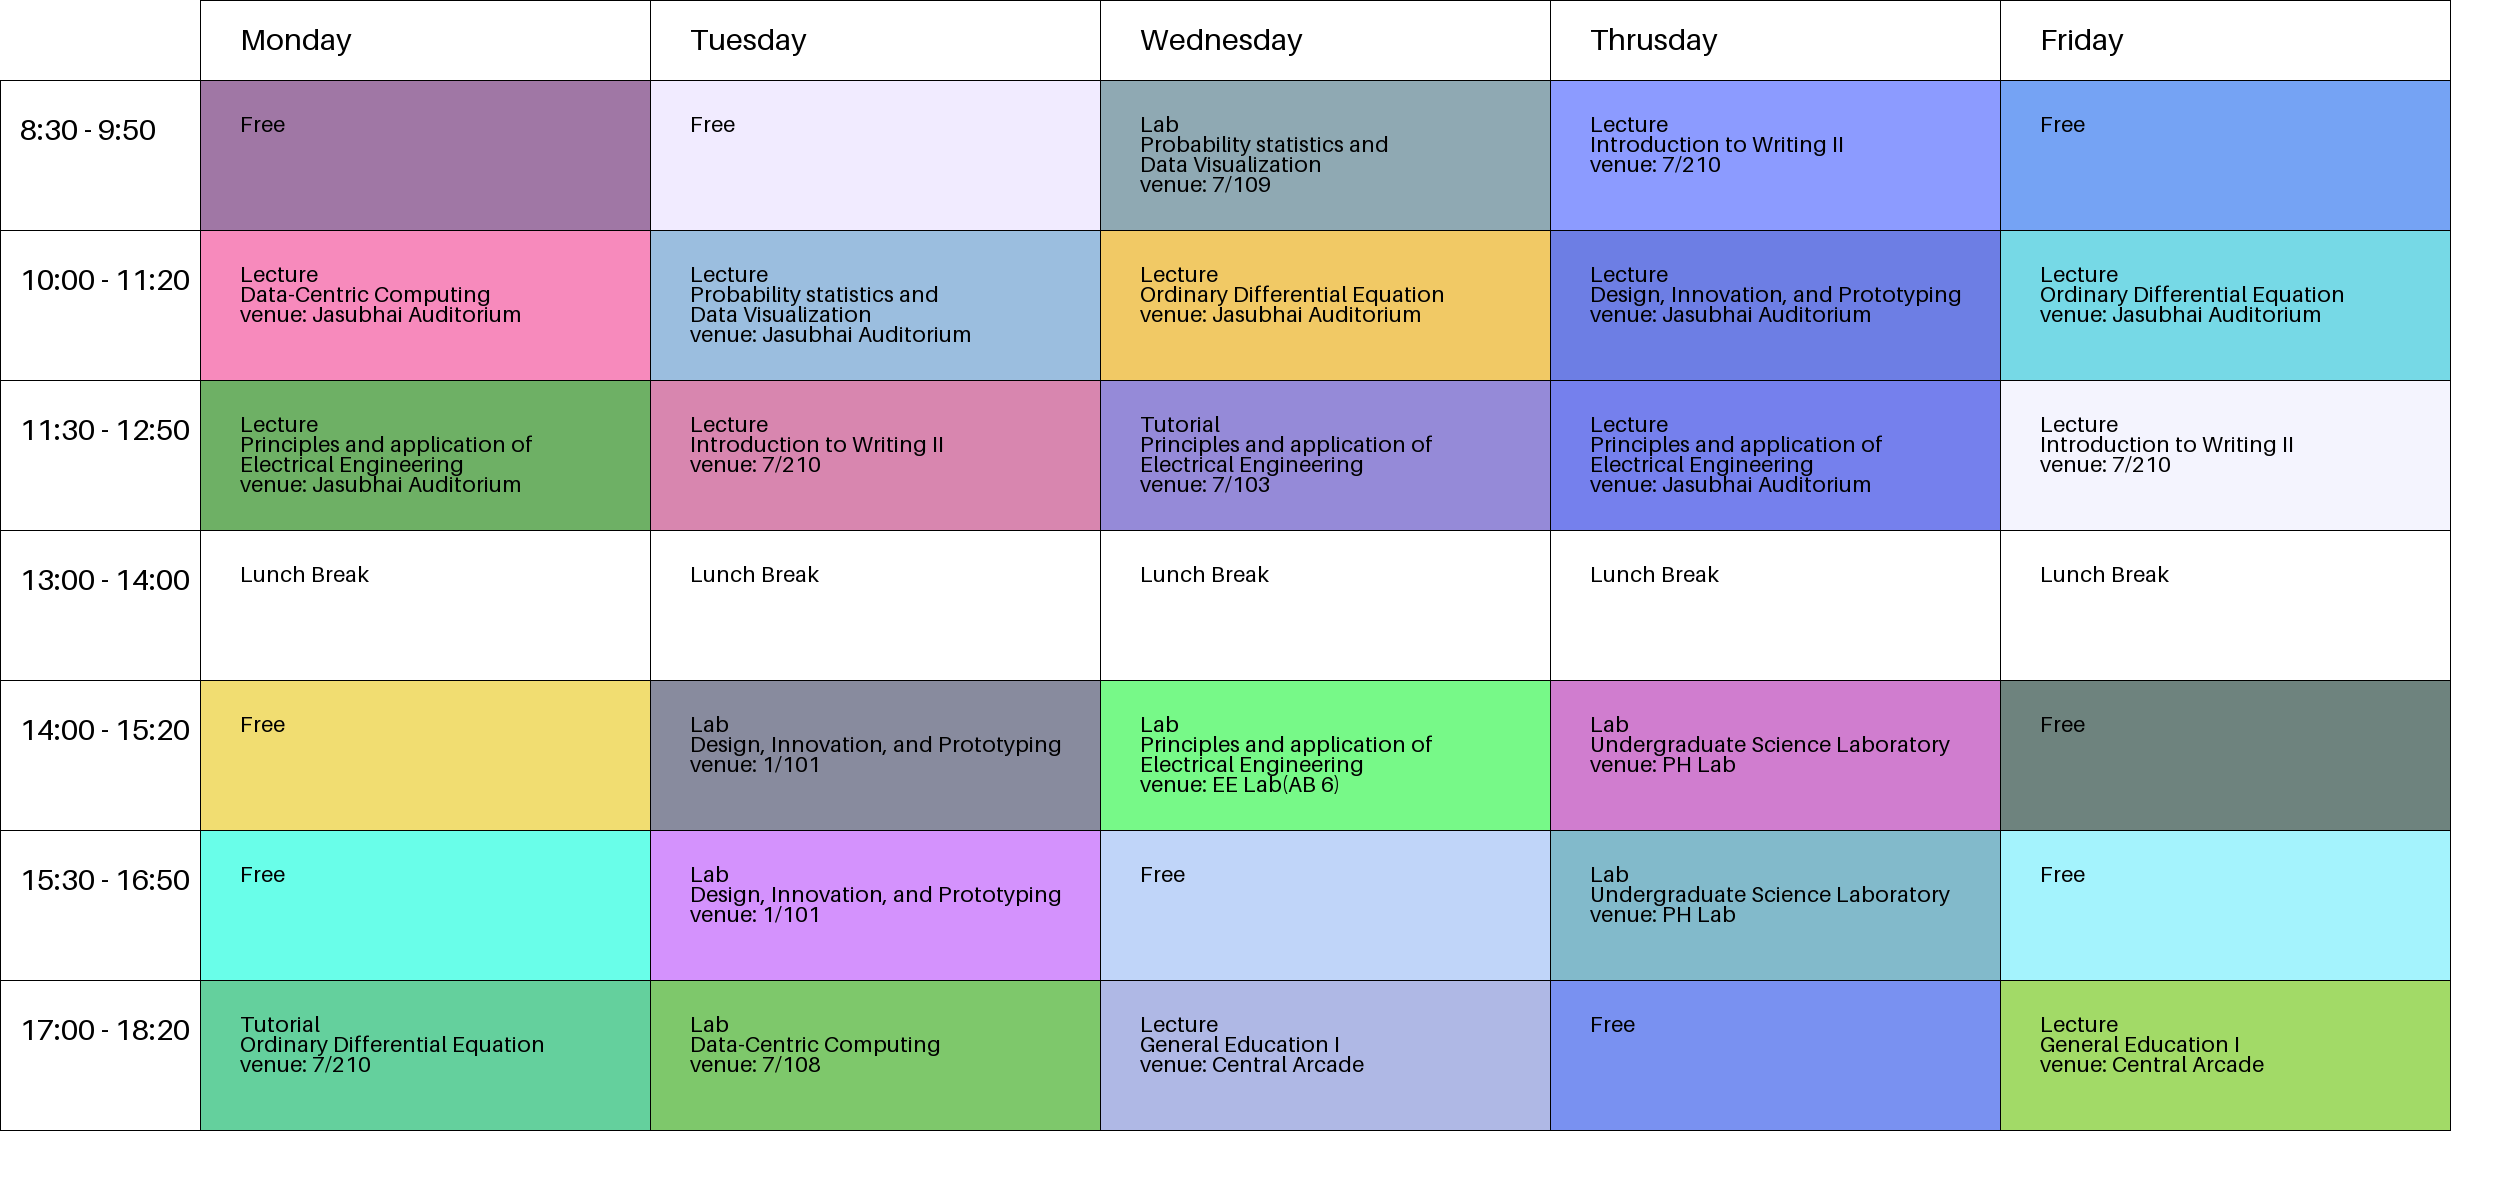 Monday
Tuesday
Wednesday
Thrusday
Friday
8:30 - 9:50
Free
Free
Lab
Probability statistics and
Data Visualization
venue: 7/109
Lecture
Introduction to Writing II
venue: 7/210
Free
10:00 - 11:20
Lecture
Data-Centric Computing
venue: Jasubhai Auditorium
Lecture
Probability statistics and
Data Visualization
venue: Jasubhai Auditorium
Lecture
Ordinary Differential Equation
venue: Jasubhai Auditorium
Lecture
Design, Innovation, and Prototyping
venue: Jasubhai Auditorium
Lecture
Ordinary Differential Equation
venue: Jasubhai Auditorium
11:30 - 12:50
Lecture
Principles and application of
Electrical Engineering
venue: Jasubhai Auditorium
Lecture
Introduction to Writing II
venue: 7/210
Tutorial
Principles and application of
Electrical Engineering
venue: 7/103
Lecture
Principles and application of
Electrical Engineering
venue: Jasubhai Auditorium
Lecture
Introduction to Writing II
venue: 7/210
13:00 - 14:00
Lunch Break
Lunch Break
Lunch Break
Lunch Break
Lunch Break
14:00 - 15:20
Free
Lab
Design, Innovation, and Prototyping
venue: 1/101
Lab
Principles and application of
Electrical Engineering
venue: EE Lab(AB 6)
Lab
Undergraduate Science Laboratory
venue: PH Lab
Free
15:30 - 16:50
Free
Lab
Design, Innovation, and Prototyping
venue: 1/101
Free
Lab
Undergraduate Science Laboratory
venue: PH Lab
Free
17:00 - 18:20
Tutorial
Ordinary Differential Equation
venue: 7/210
Lab
Data-Centric Computing
venue: 7/108
Lecture
General Education I
venue: Central Arcade
Free
Lecture
General Education I
venue: Central Arcade